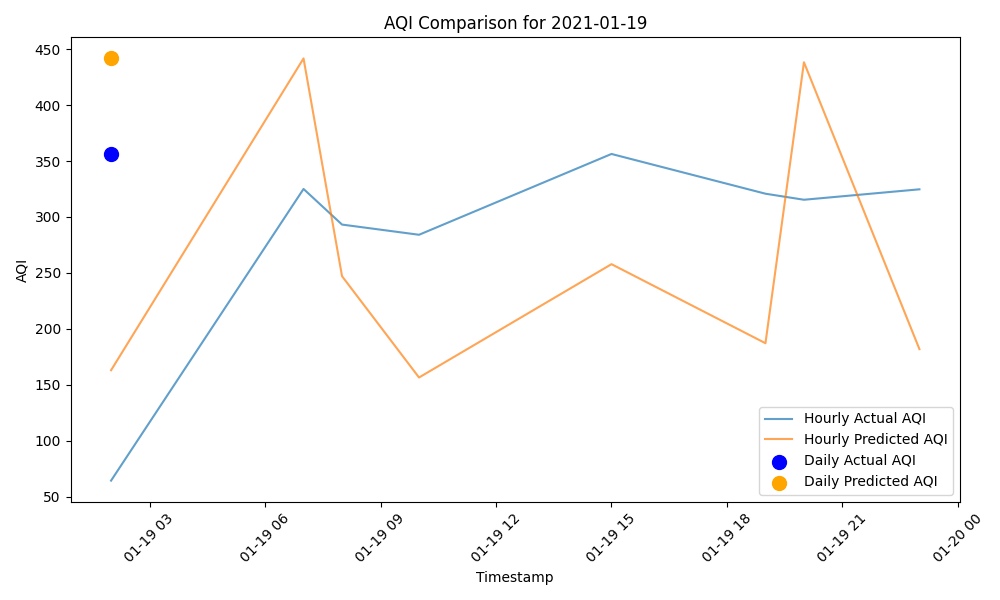 AQI Comparison for 2021-01-19
AQI
450
400
350
300
250
200
150
100
50
Hourly Actual AQI
Hourly Predicted AQI
Daily Actual AQI
Daily Predicted AQI
01-19 03
01-19 06
01-19 09
01-19 12
01-19 15
01-19 18
01-19 21
01-20 00
Timestamp